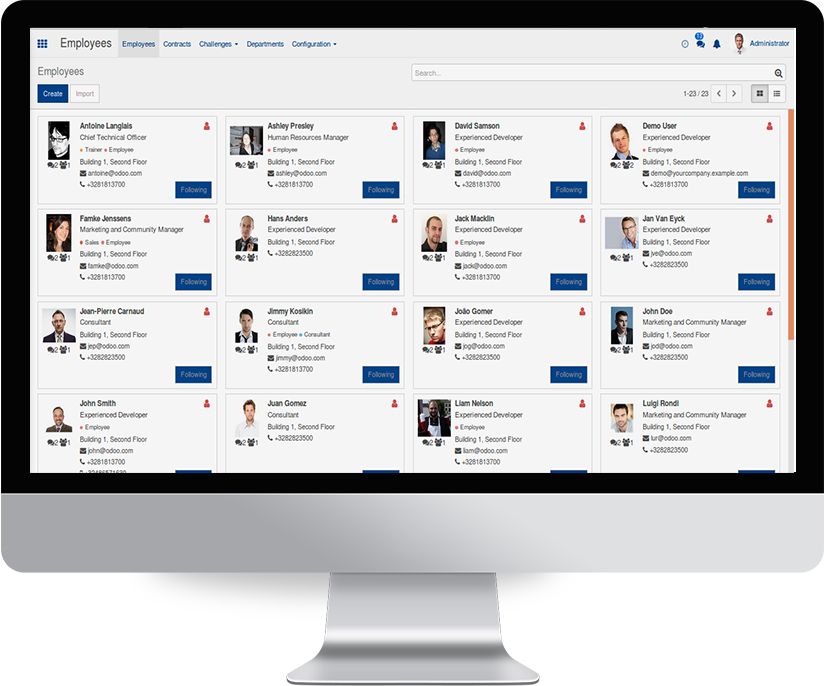 Employees Employees Contracts Challenges Departments Configuration Administrator
Employees
Search...
Create Import
1-23 / 23
Antoine Langlais
Chief Technical Officer
Trainer Employee
Building 1, Second Floor
antoine@odoo.com
+3281813700
2 1
Following
Ashley Presley
Human Resources Manager
Employee
Building 1, Second Floor
ashley@odoo.com
+3281813700
2 1
Following
David Samson
Experienced Developer
Employee
Building 1, Second Floor
david@odoo.com
+3281813700
2 1
Following
Demo User
Experienced Developer
Employee
Building 1, Second Floor
demo@yourcompany.example.com
+3281813700
2 2
Following
Famke Jenssens
Marketing and Community Manager
Sales Employee
Building 1, Second Floor
famke@odoo.com
+3281813700
2 1
Following
Hans Anders
Experienced Developer
Building 1, Second Floor
+3282823500
2 1
Following
Jack Macklin
Experienced Developer
Employee
Building 1, Second Floor
jack@odoo.com
+3281813700
2 1
Following
Jan Van Eyck
Experienced Developer
Building 1, Second Floor
jve@odoo.com
+3282823500
2 1
Following
Jean-Pierre Carnaud
Consultant
Building 1, Second Floor
jep@odoo.com
+3282823500
2 1
Following
Jimmy Kosikin
Consultant
Employee Consultant
Building 1, Second Floor
jimmy@odoo.com
+3281813700
2 1
Following
João Gomer
Experienced Developer
Building 1, Second Floor
jog@odoo.com
+3282823500
2 1
Following
John Doe
Marketing and Community Manager
Building 1, Second Floor
jod@odoo.com
+3282823500
2 1
Following
John Smith
Experienced Developer
Employee
Building 1, Second Floor
john@odoo.com
+3281813700
2 1
Juan Gomez
Consultant
Building 1, Second Floor
+3282823500
2 1
Liam Nelson
Experienced Developer
Employee
Building 1, Second Floor
liam@odoo.com
+3281813700
2 1
Luigi Rondi
Marketing and Community Manager
Building 1, Second Floor
lur@odoo.com
+3282823500
2 1